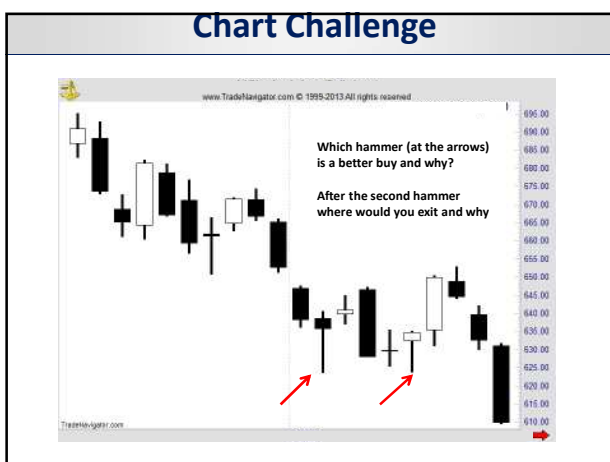 Chart Challenge
www.TradeNavigator.com © 1999-2013 All rights reserved
Which hammer (at the arrows)
is a better buy and why?
After the second hammer
where would you exit and why
695.00
690.00
685.00
680.00
675.00
670.00
665.00
660.00
655.00
650.00
645.00
640.00
635.00
630.00
625.00
620.00
615.00
610.00
TradeNavigator.com